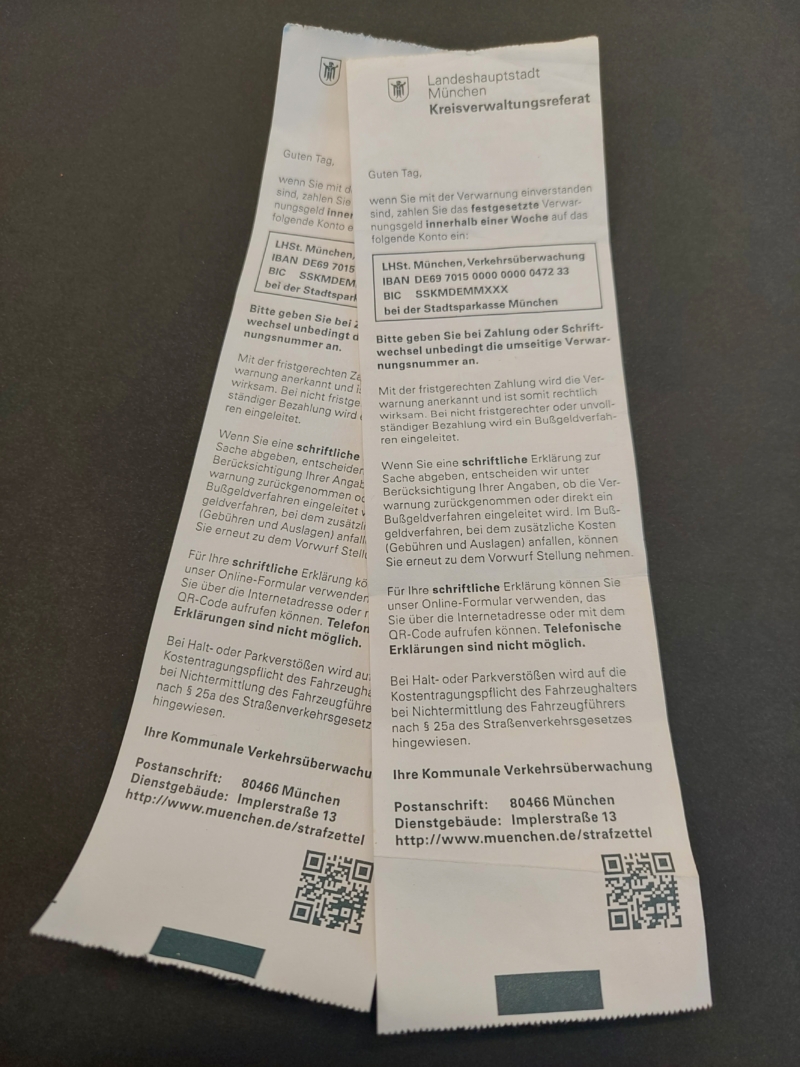 Guten Tag,
wenn Sie mit d
sind, zahlen Sie das
nungsgeld inner
folgende Konto e
LHSt. München,
IBAN DE69 7015
BIC SSKMDEM
bei der Stadtspark
Bitte geben Sie bei Z
wechsel unbedingt d
nungsnummer an.
Mit der fristgerechten Za
warnung anerkannt und is
wirksam. Bei nicht fristge
ständiger Bezahlung wird
ren eingeleitet.
Wenn Sie eine schriftliche
Sache abgeben, entscheiden
Berücksichtigung Ihrer Angab
warnung zurückgenommen od
Bußgeldverfahren eingeleitet w
geldverfahren, bei dem zusätzli
(Gebühren und Auslagen) anfall
Sie erneut zu dem Vorwurf Stell
Für Ihre schriftliche Erklärung kö
unser Online-Formular verwenden
Sie über die Internetadresse oder
QR-Code aufrufen können. Telefon
Erklärungen sind nicht möglich.
Bei Halt- oder Parkverstößen wird au
Kostentragungspflicht des Fahrzeugha
bei Nichtermittlung des Fahrzeugführe
nach § 25a des Straßenverkehrsgesetz
hingewiesen.
Ihre Kommunale Verkehrsüberwachu
Postanschrift: 80466 München
Dienstgebäude: Implerstraße 13
http://www.muenchen.de/strafzettel
Landeshauptstadt
München
Kreisverwaltungsreferat
Guten Tag,
wenn Sie mit der Verwarnung einverstanden
sind, zahlen Sie das festgesetzte Verwar-
nungsgeld innerhalb einer Woche auf das
folgende Konto ein:
LHSt. München, Verkehrsüberwachung
IBAN DE69 7015 0000 0000 0472 33
BIC SSKMDEMMXXX
bei der Stadtsparkasse München
Bitte geben Sie bei Zahlung oder Schrift-
wechsel unbedingt die umseitige Verwar-
nungsnummer an.
Mit der fristgerechten Zahlung wird die Ver-
warnung anerkannt und ist somit rechtlich
wirksam. Bei nicht fristgerechter oder unvoll-
ständiger Bezahlung wird ein Bußgeldverfah-
ren eingeleitet.
Wenn Sie eine schriftliche Erklärung zur
Sache abgeben, entscheiden wir unter
Berücksichtigung Ihrer Angaben, ob die Ver-
warnung zurückgenommen oder direkt ein
Bußgeldverfahren eingeleitet wird. Im Buß-
geldverfahren, bei dem zusätzliche Kosten
(Gebühren und Auslagen) anfallen, können
Sie erneut zu dem Vorwurf Stellung nehmen.
Für Ihre schriftliche Erklärung können Sie
unser Online-Formular verwenden, das
Sie über die Internetadresse oder mit dem
QR-Code aufrufen können. Telefonische
Erklärungen sind nicht möglich.
Bei Halt- oder Parkverstößen wird auf die
Kostentragungspflicht des Fahrzeughalters
bei Nichtermittlung des Fahrzeugführers
nach § 25a des Straßenverkehrsgesetzes
hingewiesen.
Ihre Kommunale Verkehrsüberwachung
Postanschrift: 80466 München
Dienstgebäude: Implerstraße 13
http://www.muenchen.de/strafzettel